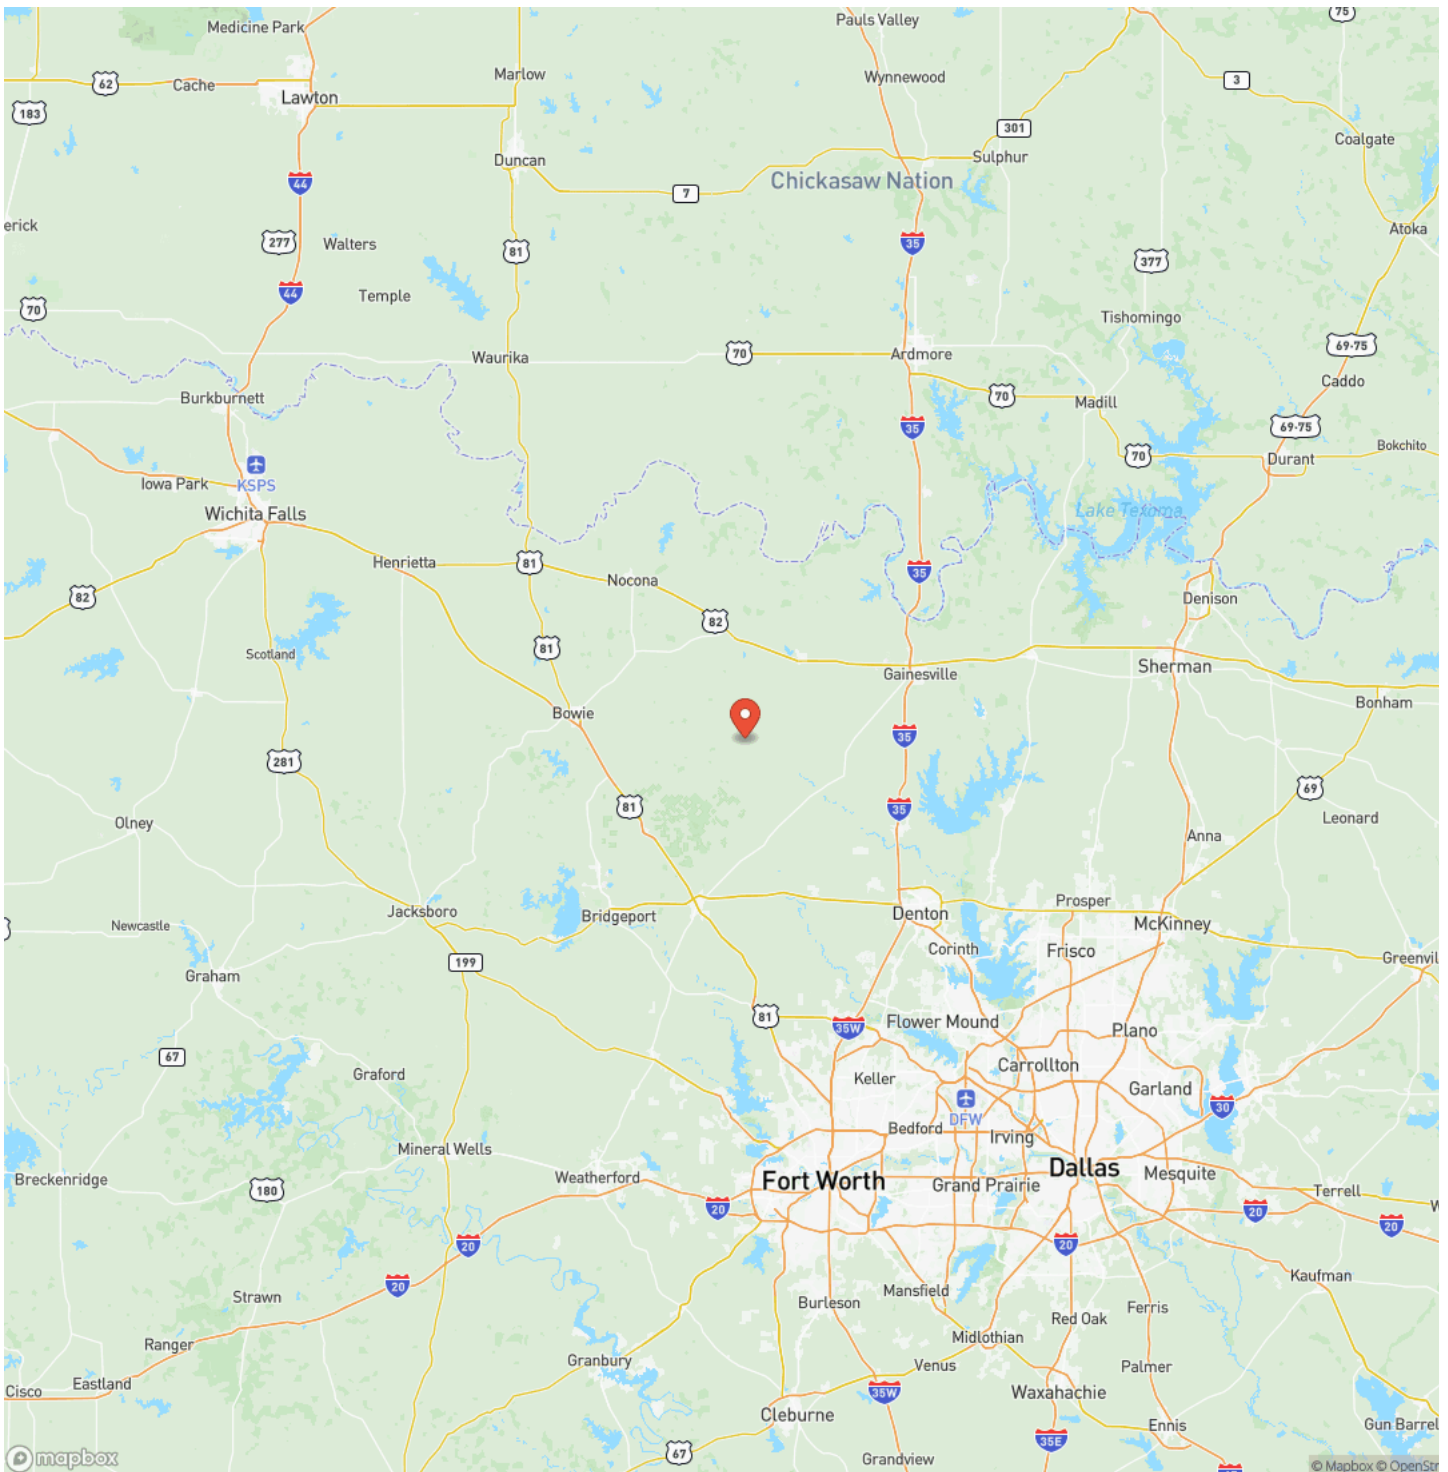 Medicine Park
Pauls Valley
75
62
Cache
Lawton
Marlow
Wynnewood
3
183
301
Coalgate
Duncan
Sulphur
44
7
Chickasaw Nation
erick
277
Walters
81
35
Atoka
377
44
Temple
70
Tishomingo
Waurika
70
Ardmore
69-75
Caddo
Burkburnett
70
Madill
35
69-75
Bokchito
70
Durant
KSPS
Iowa Park
Wichita Falls
Lake Texoma
Henrietta
81
Nocona
35
82
Denison
82
81
Scotland
Gainesville
Sherman
Bowie
Bonham
35
281
69
81
35
Olney
Leonard
Anna
Jacksboro
Bridgeport
Denton
Prosper
McKinney
Newcastle
Corinth
Frisco
Greenvil
199
Graham
81
35W
Flower Mound
Plano
67
Graford
Keller
Carrollton
Garland
DFW
30
Bedford
Irving
Mineral Wells
Weatherford
Fort Worth
Dallas
Mesquite
Breckenridge
180
Grand Prairie
Terrell
20
20
W
20
20
20
20
Strawn
Burleson
Mansfield
Kaufman
Ferris
Red Oak
Ranger
Midlothian
Granbury
Venus
Palmer
Cisco
Eastland
35W
Waxahachie
Cleburne
Ennis
Gun Barrel
67
35E
Grandview
mapbox
© Mapbox © OpenStr